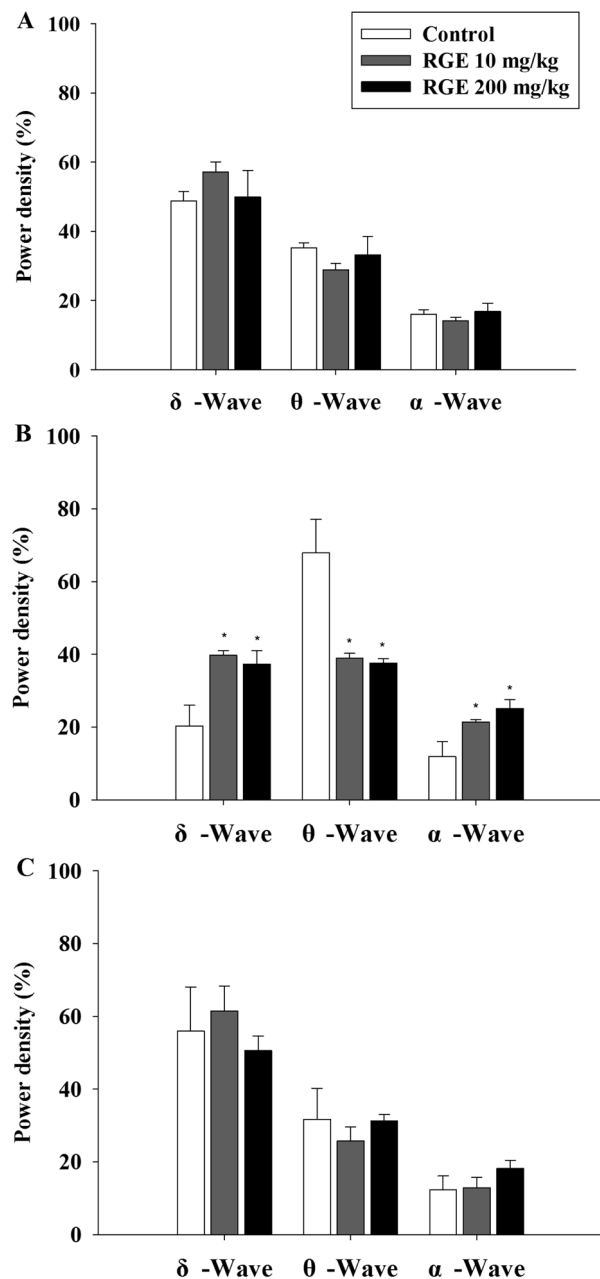 A
Control
RGE 10 mg/kg
RGE 200 mg/kg
Power density (%)
100
80
60
40
20
0
δ -Wave θ -Wave α -Wave
B
Power density (%)
100
80
60
40
20
0
* * * * * *
δ -Wave θ -Wave α -Wave
C
Power density (%)
100
80
60
40
20
0
δ -Wave θ -Wave α -Wave